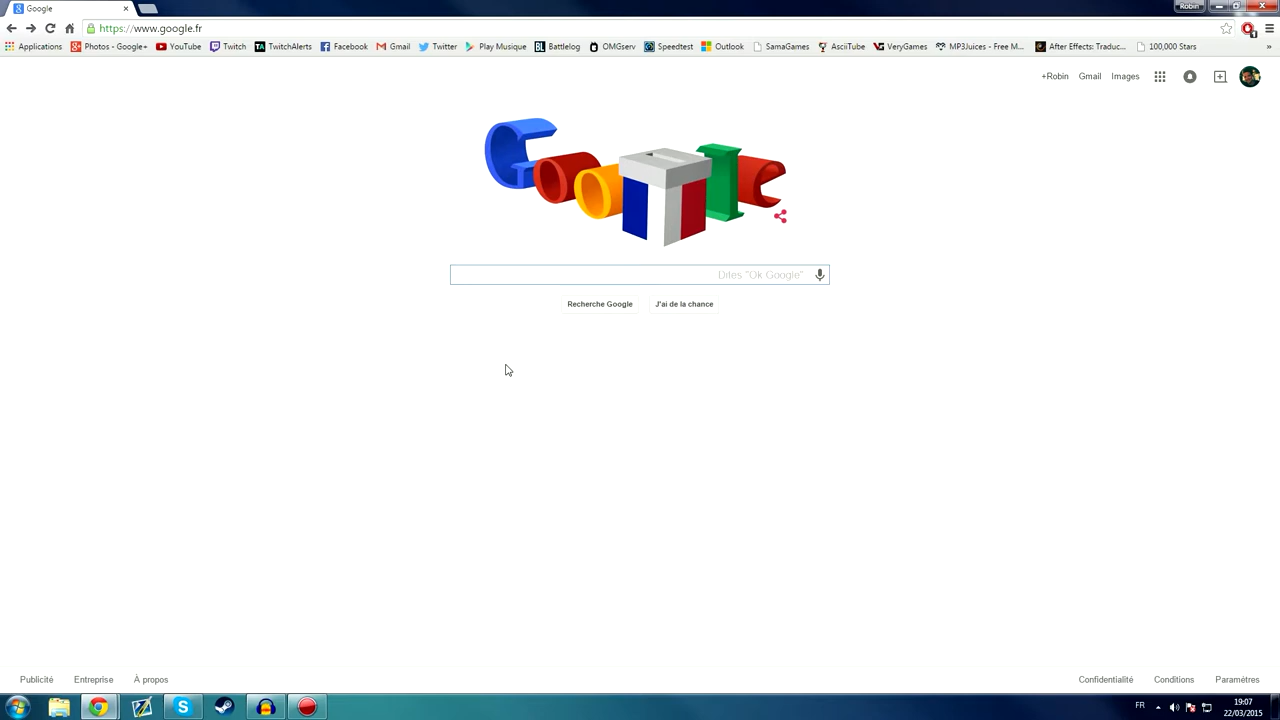 Google
Robin
https://www.google.fr
Applications Photos - Google+ YouTube Twitch TwitchAlerts Facebook Gmail Twitter Play Musique Battlelog OMGserv Speedtest Outlook SamaGames AsciiTube VeryGames MP3Juices - Free M... After Effects: Traduc... 100,000 Stars »
+Robin Gmail Images
Google
Dites "Ok Google"
Recherche Google J'ai de la chance
Publicité Entreprise À propos Confidentialité Conditions Paramètres
FR 19:07
22/03/2015